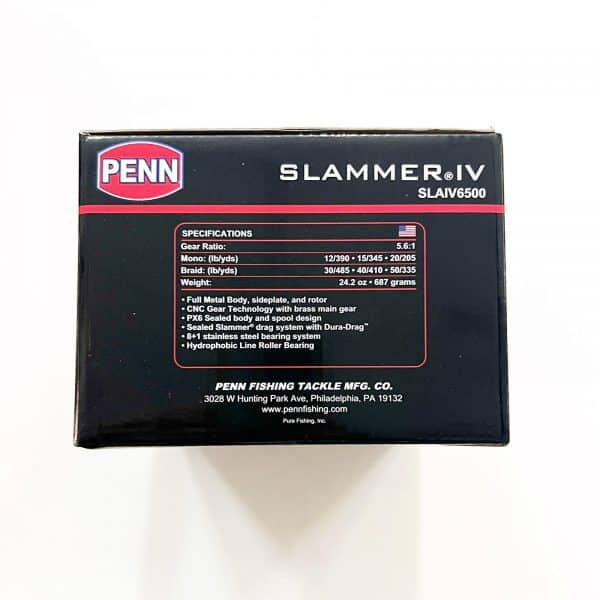 PENN
SLAMMER®IV
SLAIV6500
SPECIFICATIONS
Gear Ratio: 5.6:1
Mono: (lb/yds) 12/390 • 15/345 • 20/205
Braid: (lb/yds) 30/485 • 40/410 • 50/335
Weight: 24.2 oz • 687 grams
• Full Metal Body, sideplate, and rotor
• CNC Gear Technology with brass main gear
• PX6 Sealed body and spool design
• Sealed Slammer® drag system with Dura-Drag™
• 8+1 stainless steel bearing system
• Hydrophobic Line Roller Bearing
PENN FISHING TACKLE MFG. CO.
3028 W Hunting Park Ave, Philadelphia, PA 19132
www.pennfishing.com
Pure Fishing, Inc.